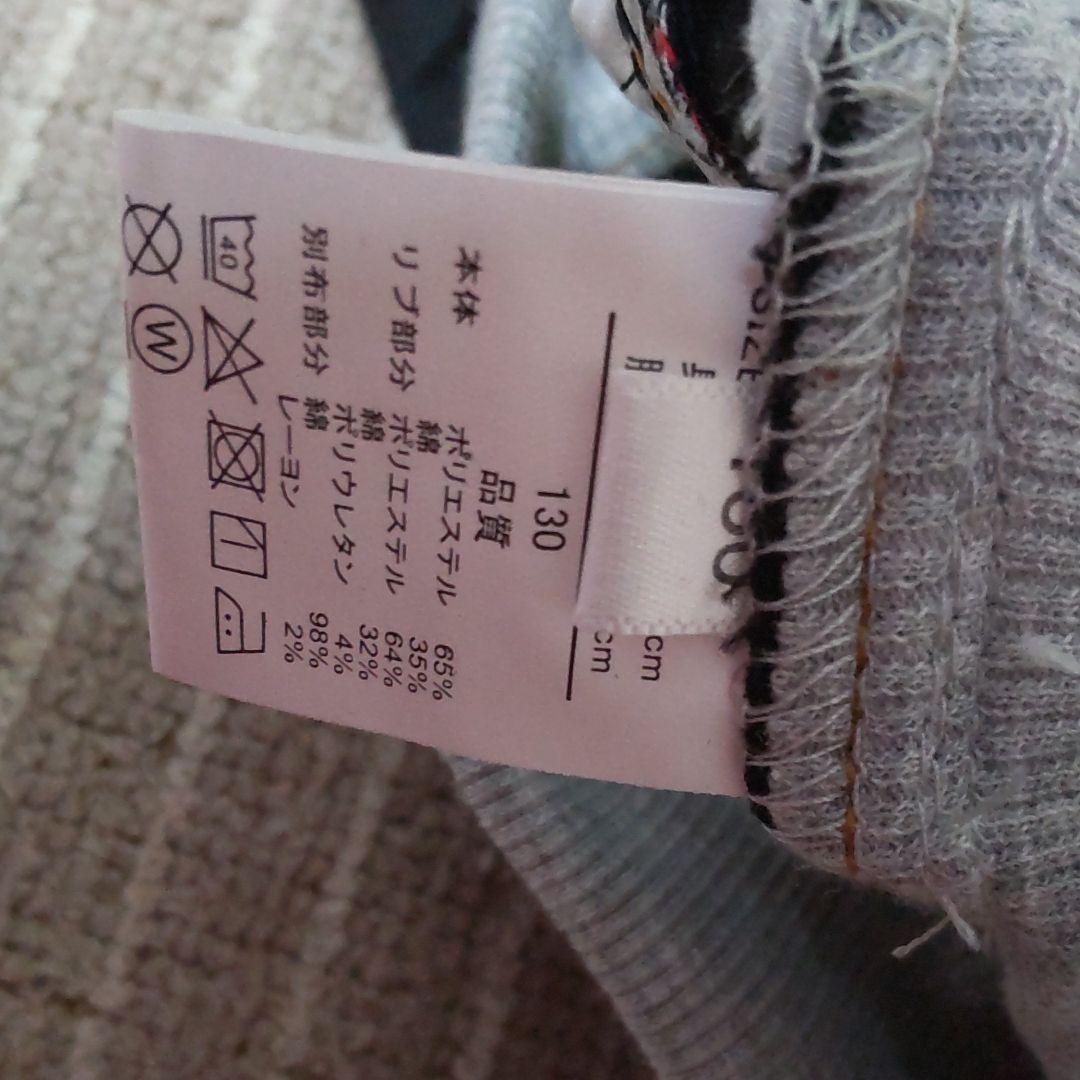 SIZE
cm
cm
130
品質
本体 ポリエステル 65%
綿 35%
リブ部分 ポリエステル 64%
綿 32%
ポリウレタン 4%
別布部分 綿 98%
レーヨン 2%
40
W